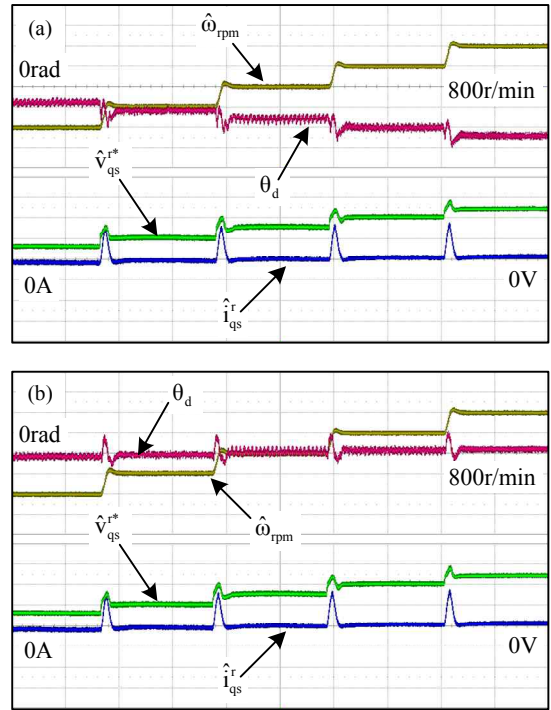 (a)
ω̂rpm
0rad
800r/min
v̂qs^r*
θd
0A
0V
îqs^r
(b)
θd
0rad
800r/min
v̂qs^r*
ω̂rpm
0A
0V
îqs^r